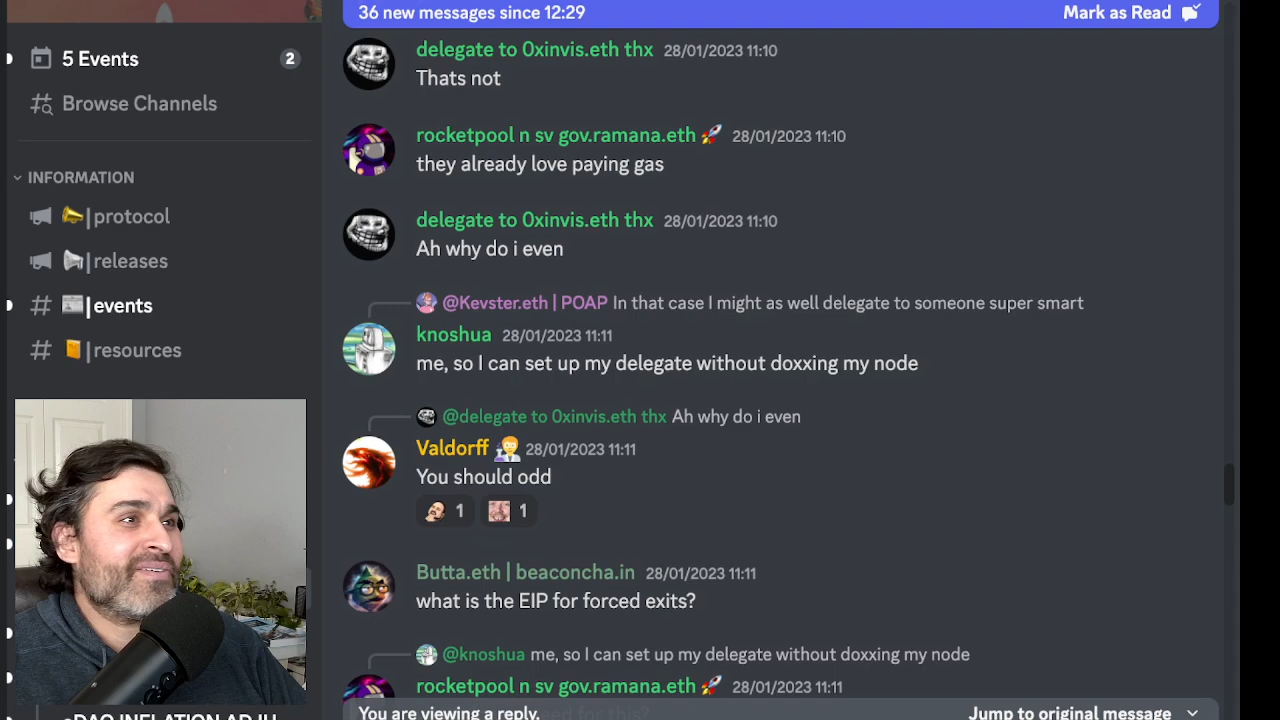 36 new messages since 12:29
Mark as Read
5 Events
2
Browse Channels
INFORMATION
protocol
releases
events
resources
delegate to 0xinvis.eth thx 28/01/2023 11:10
Thats not
rocketpool n sv gov.ramana.eth 🚀 28/01/2023 11:10
they already love paying gas
delegate to 0xinvis.eth thx 28/01/2023 11:10
Ah why do i even
@Kevster.eth | POAP In that case I might as well delegate to someone super smart
knoshua 28/01/2023 11:11
me, so I can set up my delegate without doxxing my node
@delegate to 0xinvis.eth thx Ah why do i even
Valdorff 28/01/2023 11:11
You should odd
1 1
Butta.eth | beaconcha.in 28/01/2023 11:11
what is the EIP for forced exits?
@knoshua me, so I can set up my delegate without doxxing my node
rocketpool n sv gov.ramana.eth 🚀 28/01/2023 11:11
You are viewing a reply.
Jump to original message